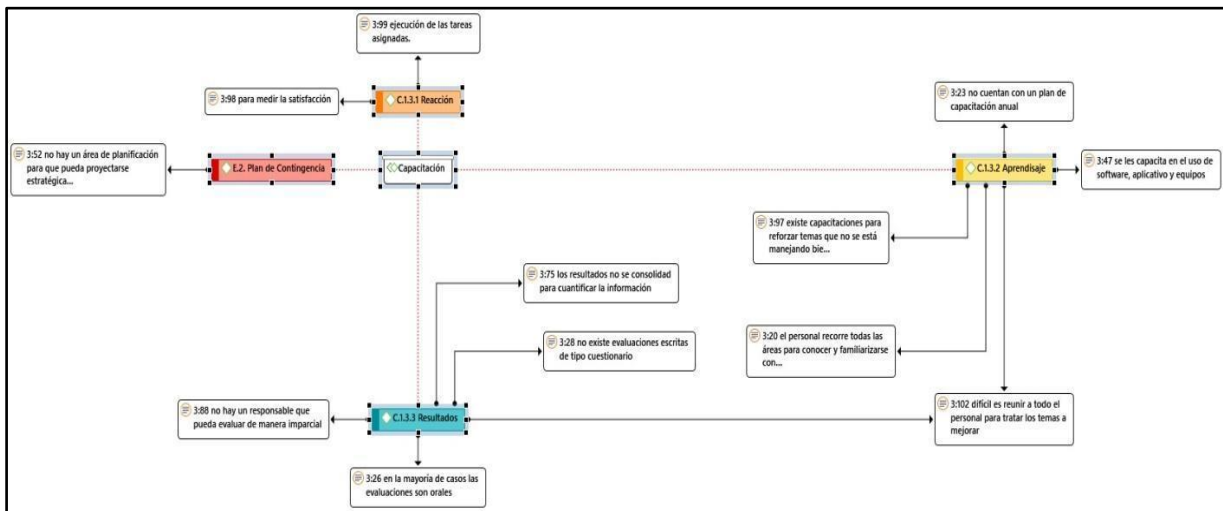 3:99 ejecución de las tareas
asignadas.
3:98 para medir la satisfacción
C.1.3.1 Reacción
3:23 no cuentan con un plan de
capacitación anual
3:52 no hay un área de planificación
para que pueda proyectarse
estratégica...
E.2. Plan de Contingencia
Capacitación
C.1.3.2 Aprendisaje
3:47 se les capacita en el uso de
software, aplicativo y equipos
3:97 existe capacitaciones para
reforzar temas que no se está
manejando bie...
3:75 los resultados no se consolidad
para cuantificar la información
3:28 no existe evaluaciones escritas
de tipo cuestionario
3:20 el personal recorre todas las
áreas para conocer y familiarizarse
con...
3:88 no hay un responsable que
pueda evaluar de manera imparcial
C.1.3.3 Resultados
3:102 difícil es reunir a todo el
personal para tratar los temas a
mejorar
3:26 en la mayoría de casos las
evaluaciones son orales